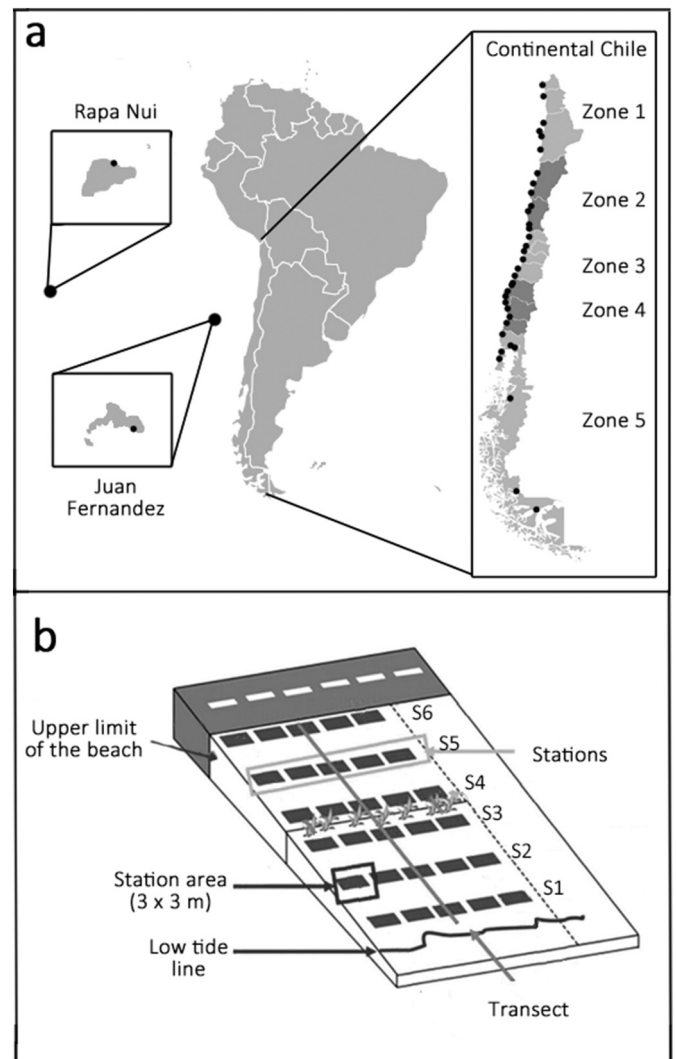 a
Rapa Nui
Juan
Fernandez
Continental Chile
Zone 1
Zone 2
Zone 3
Zone 4
Zone 5
b
Upper limit
of the beach
Station area
(3 x 3 m)
Low tide
line
S6
S5
S4
S3
S2
S1
Stations
Transect